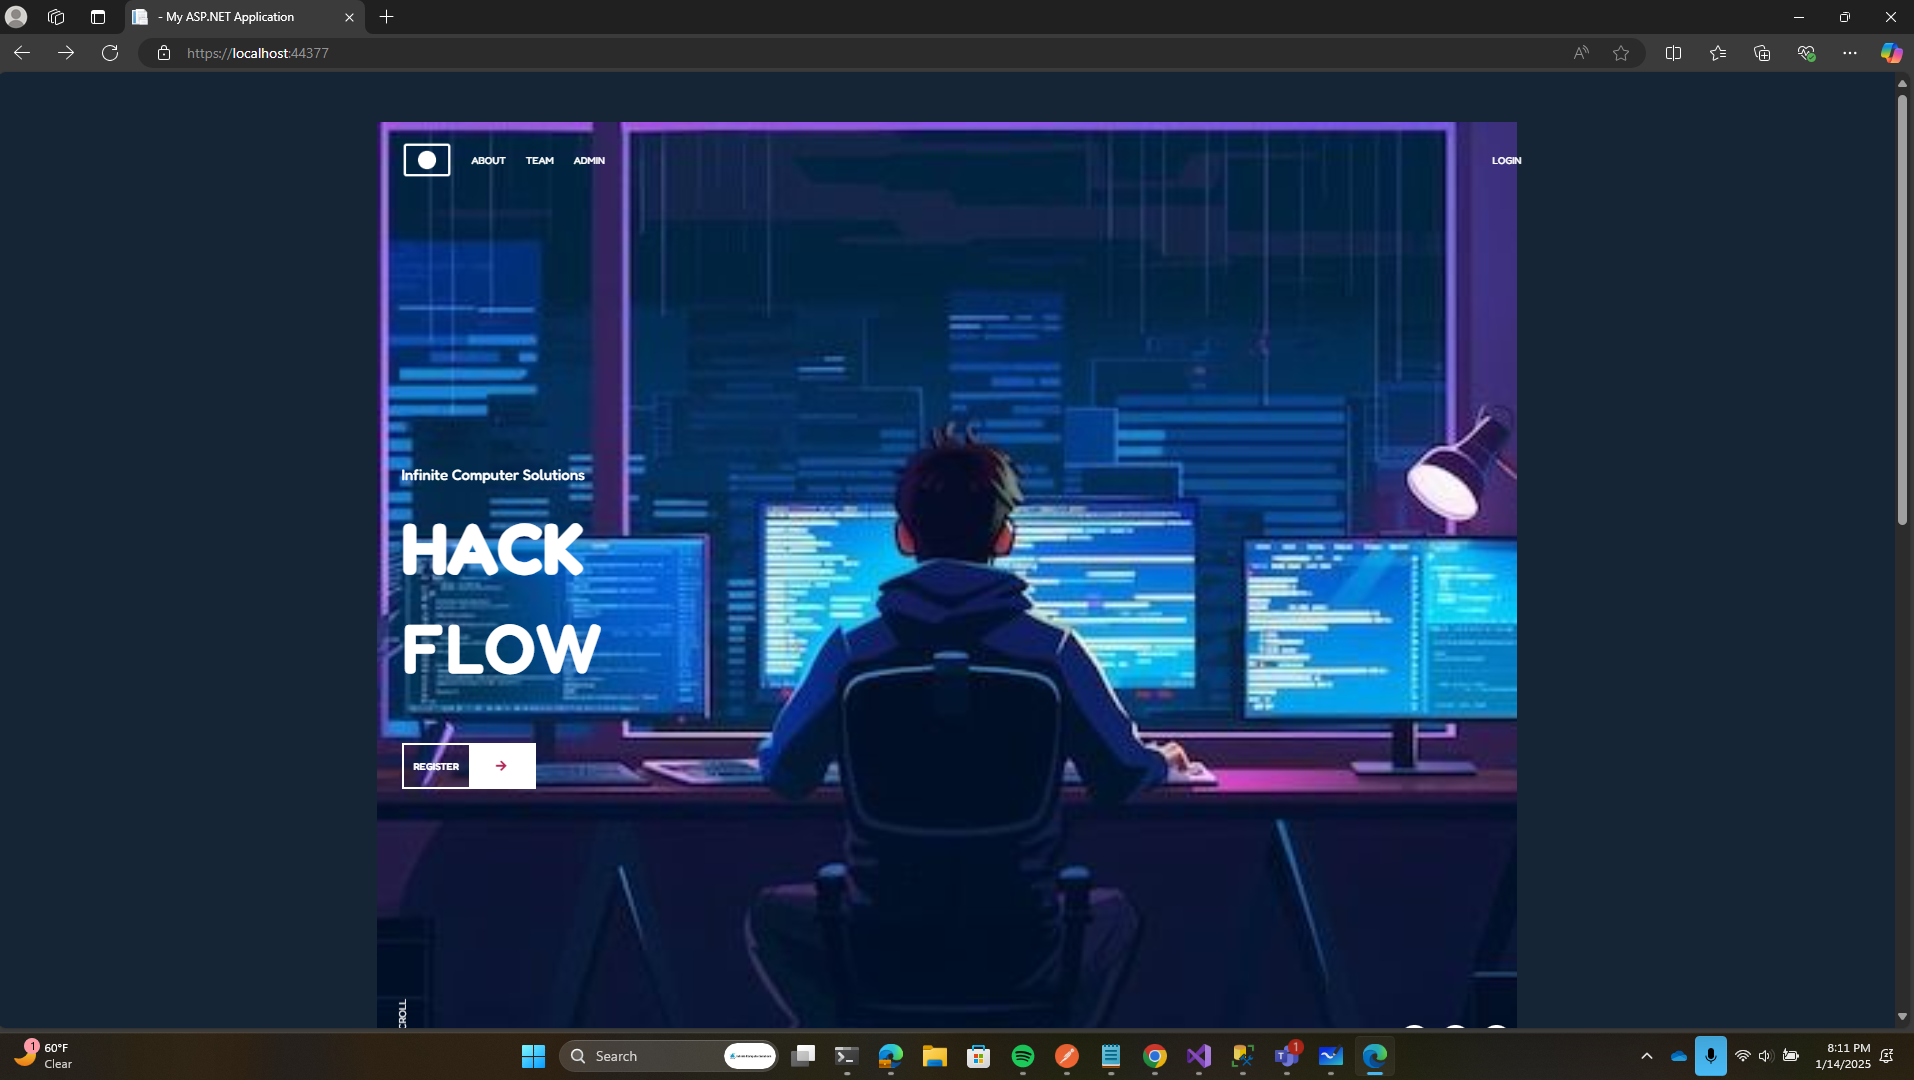 - My ASP.NET Application
https://localhost:44377
ABOUT TEAM ADMIN
LOGIN
Infinite Computer Solutions
HACK
FLOW
REGISTER
1
60°F
Clear
Search
1
8:11 PM
1/14/2025